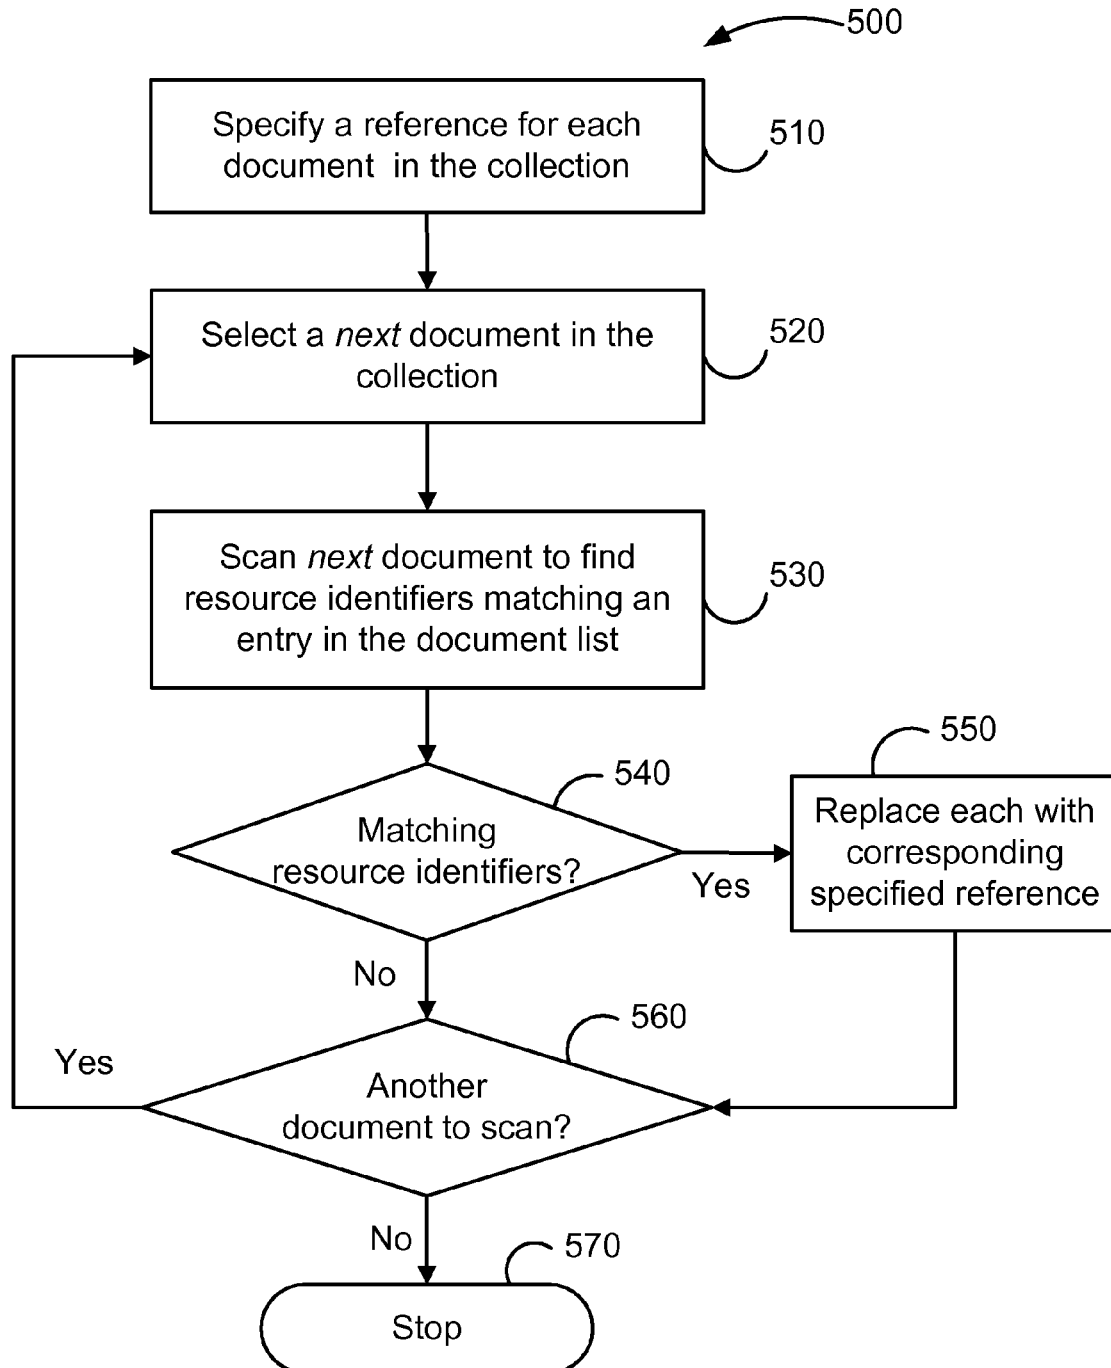 500
Specify a reference for each
document in the collection
510
Select a next document in the
collection
520
Scan next document to find
resource identifiers matching an
entry in the document list
530
540
Matching
resource identifiers?
Yes
550
Replace each with
corresponding
specified reference
No
560
Yes
Another
document to scan?
No
570
Stop